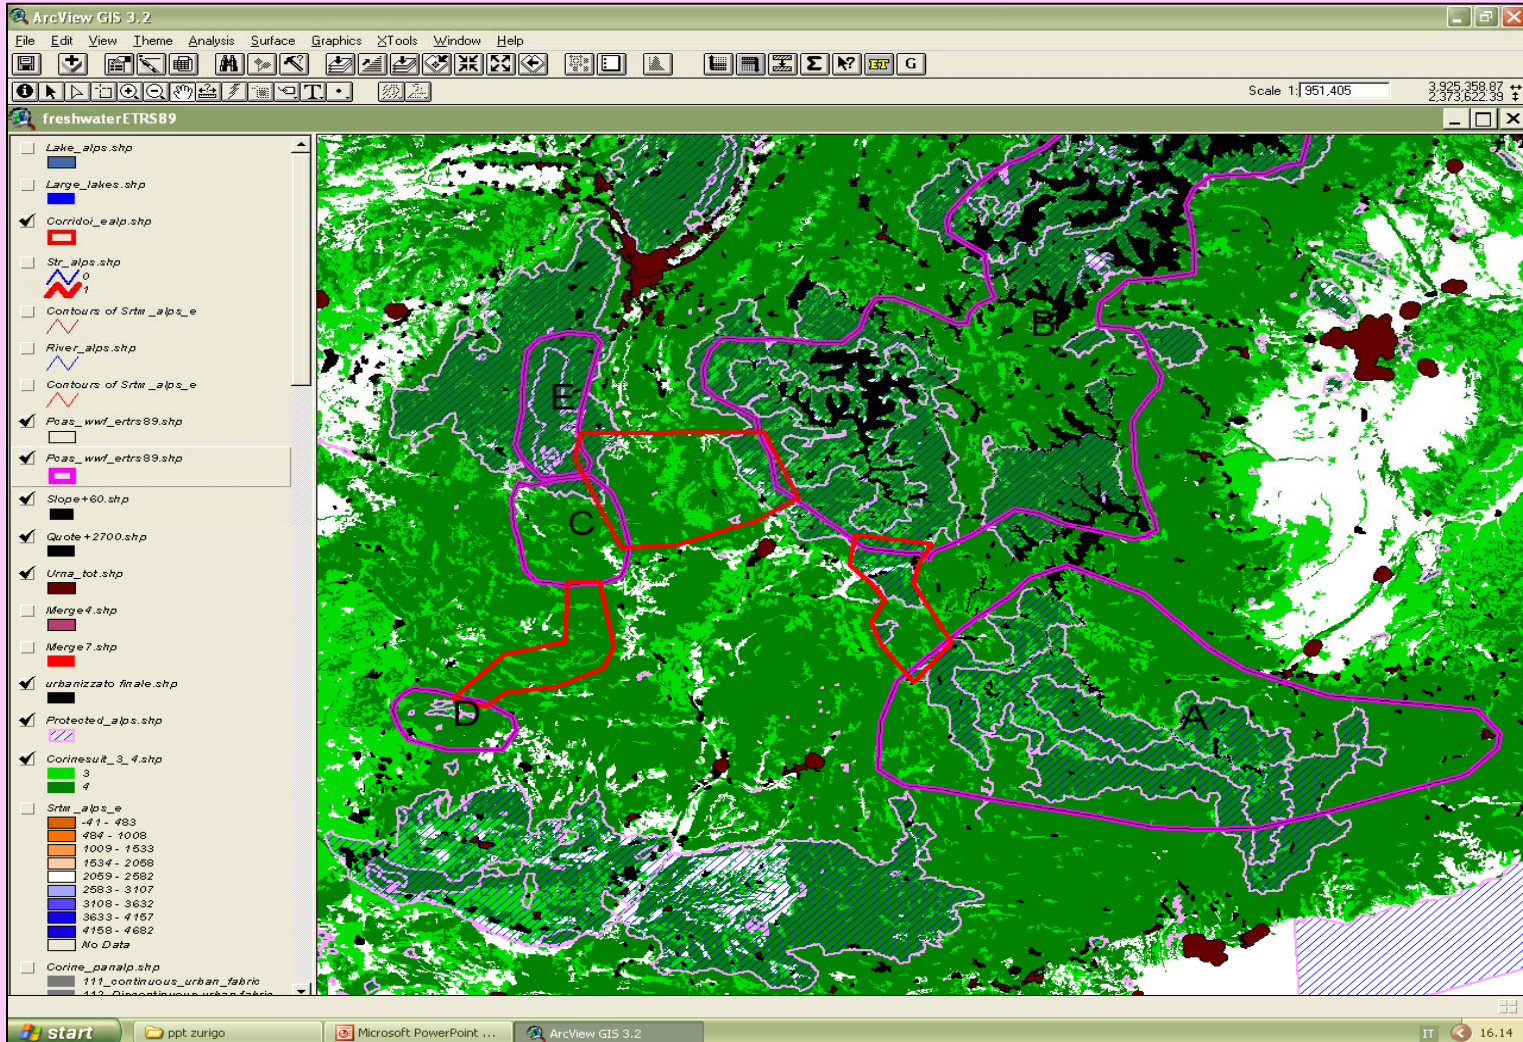 ArcView GIS 3.2
File Edit View Theme Analysis Surface Graphics XTools Window Help
Scale 1: 951,405
3,925,358.87
2,373,622.39
freshwaterETRS89
Lake_alps.shp
Large_lakes.shp
Corridoi_ealp.shp
Str_alps.shp
0
1
Contours of Srtm_alps_e
River_alps.shp
Contours of Srtm_alps_e
Pcas_wwf_ertrs89.shp
Pcas_wwf_ertrs89.shp
Slope+60.shp
Quote+2700.shp
Urna_tot.shp
Merge4.shp
Merge7.shp
urbanizzato finale.shp
Protected_alps.shp
Corinesuit_3_4.shp
3
4
Srtm_alps_e
-41 - 483
484 - 1008
1009 - 1533
1534 - 2058
2059 - 2582
2583 - 3107
3108 - 3632
3633 - 4157
4158 - 4682
No Data
Corine_panalp.shp
111_continuous_urban_fabric
112_Discontinuous urban fabric
B
E
C
D
A
start
ppt zurigo
Microsoft PowerPoint ...
ArcView GIS 3.2
IT
16.14